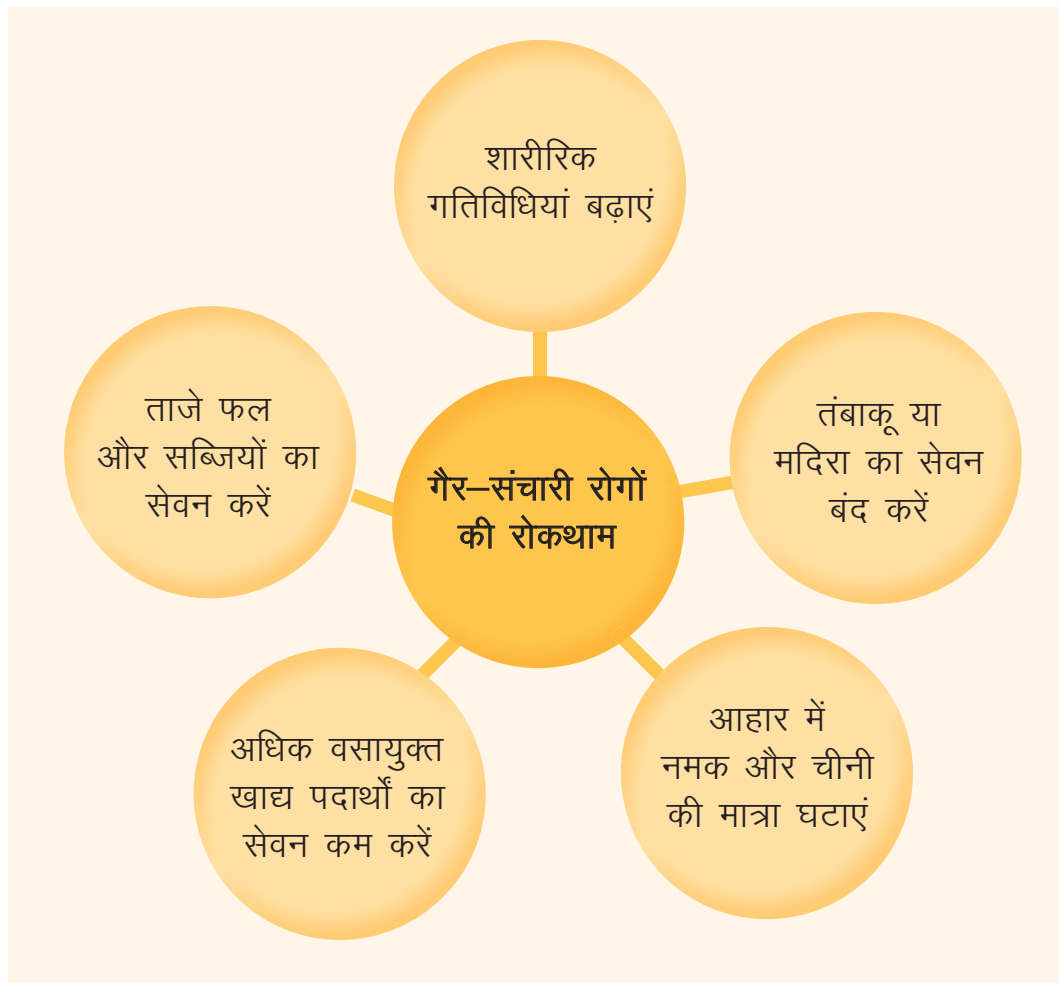 शारीरिक
गतिविधियां बढ़ाएं
ताजे फल
और सब्जियों का
सेवन करें
तंबाकू या
मदिरा का सेवन
बंद करें
गैर–संचारी रोगों
की रोकथाम
अधिक वसायुक्त
खाद्य पदार्थों का
सेवन कम करें
आहार में
नमक और चीनी
की मात्रा घटाएं